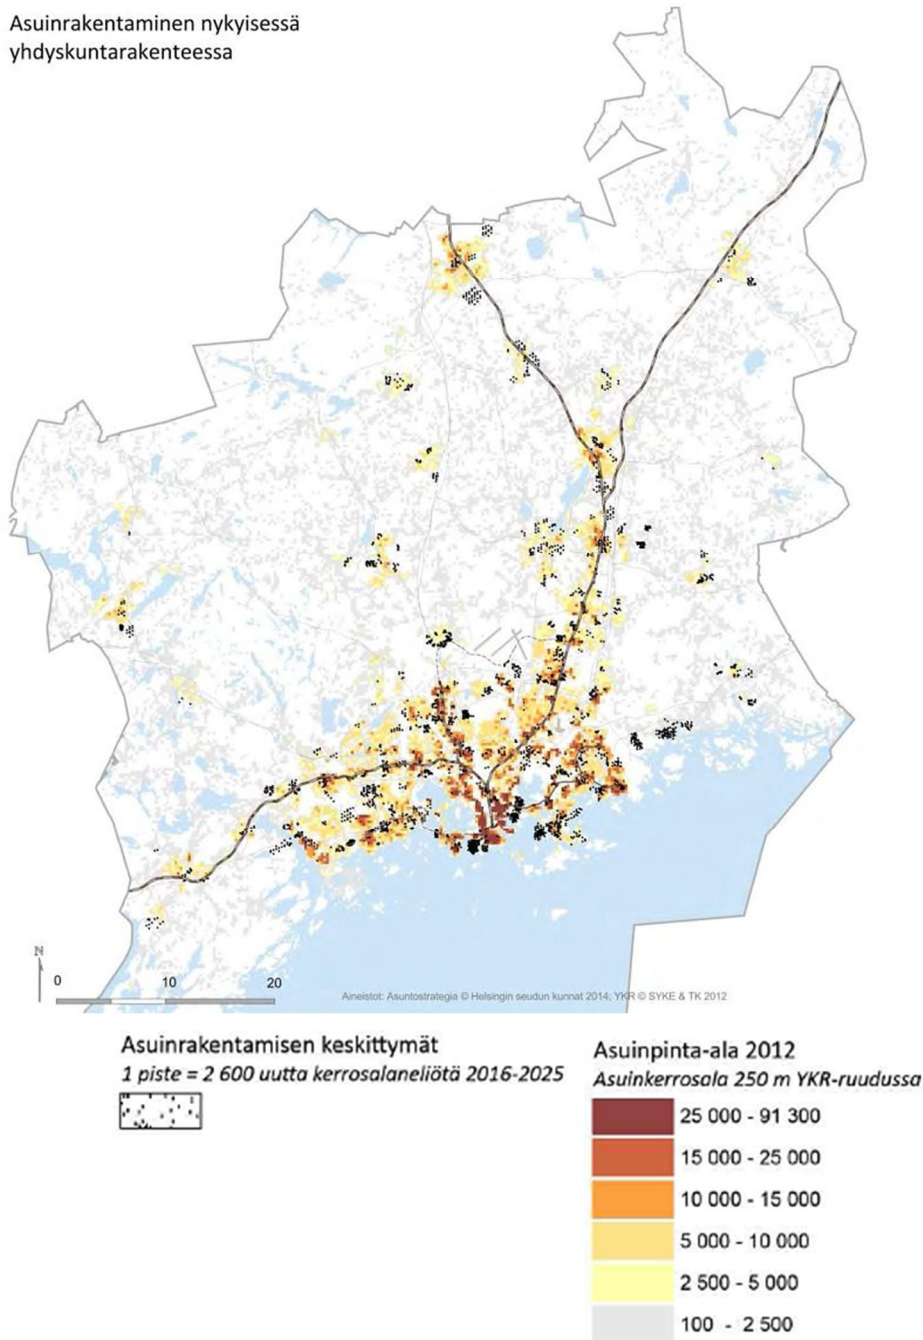 Asuinrakentaminen nykyisessä
yhdyskuntarakenteessa
N
0 10 20
Aineistot: Asuntostrategia © Helsingin seudun kunnat 2014; YKR © SYKE & TK 2012
Asuinrakentamisen keskittymät
1 piste = 2 600 uutta kerrosalaneliötä 2016-2025
Asuinpinta-ala 2012
Asuinkerrosala 250 m YKR-ruudussa
25 000 - 91 300
15 000 - 25 000
10 000 - 15 000
5 000 - 10 000
2 500 - 5 000
100 - 2 500